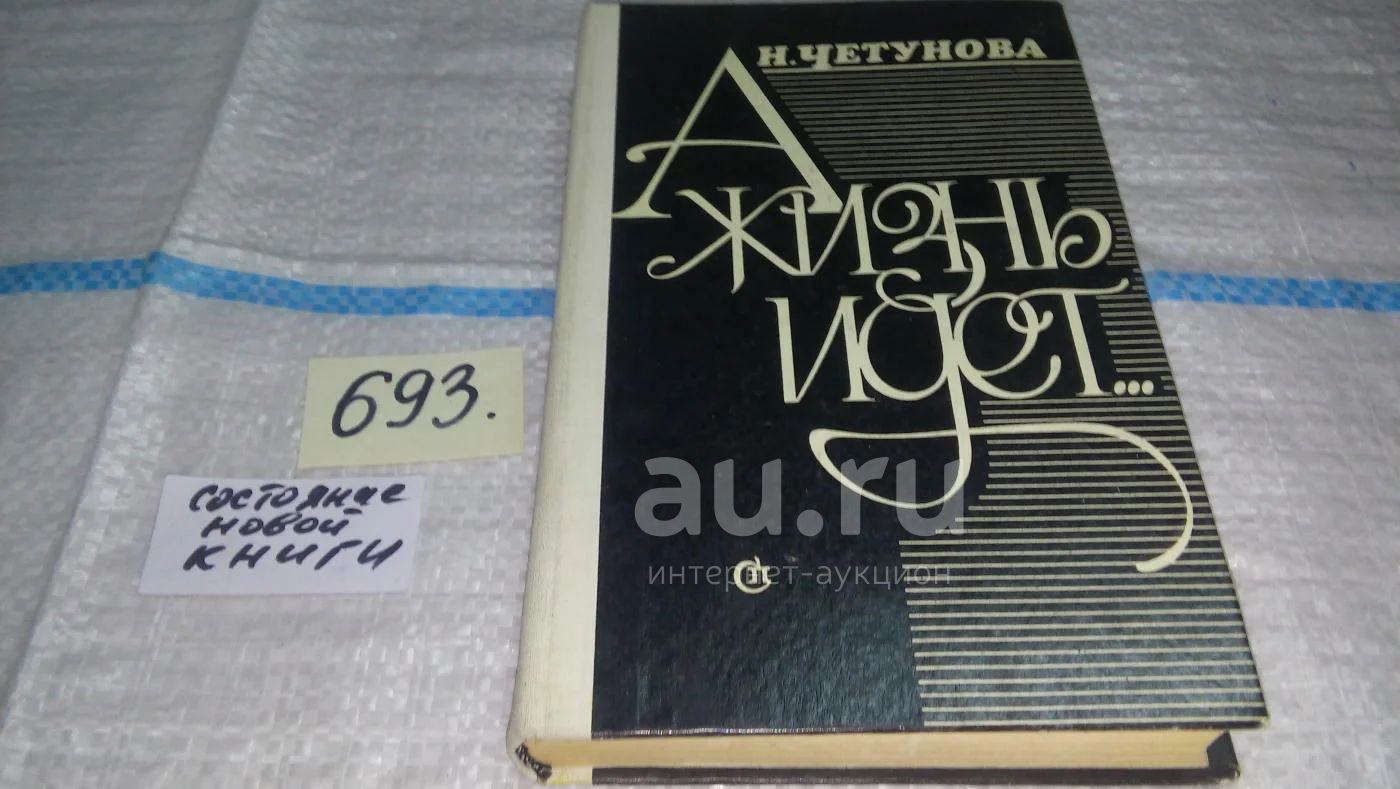 Н. ЧЕТУНОВА
А
ЖИЗНЬ
ИДЕТ...
693.
состояние
новой
книги
au.ru
интернет-аукцион